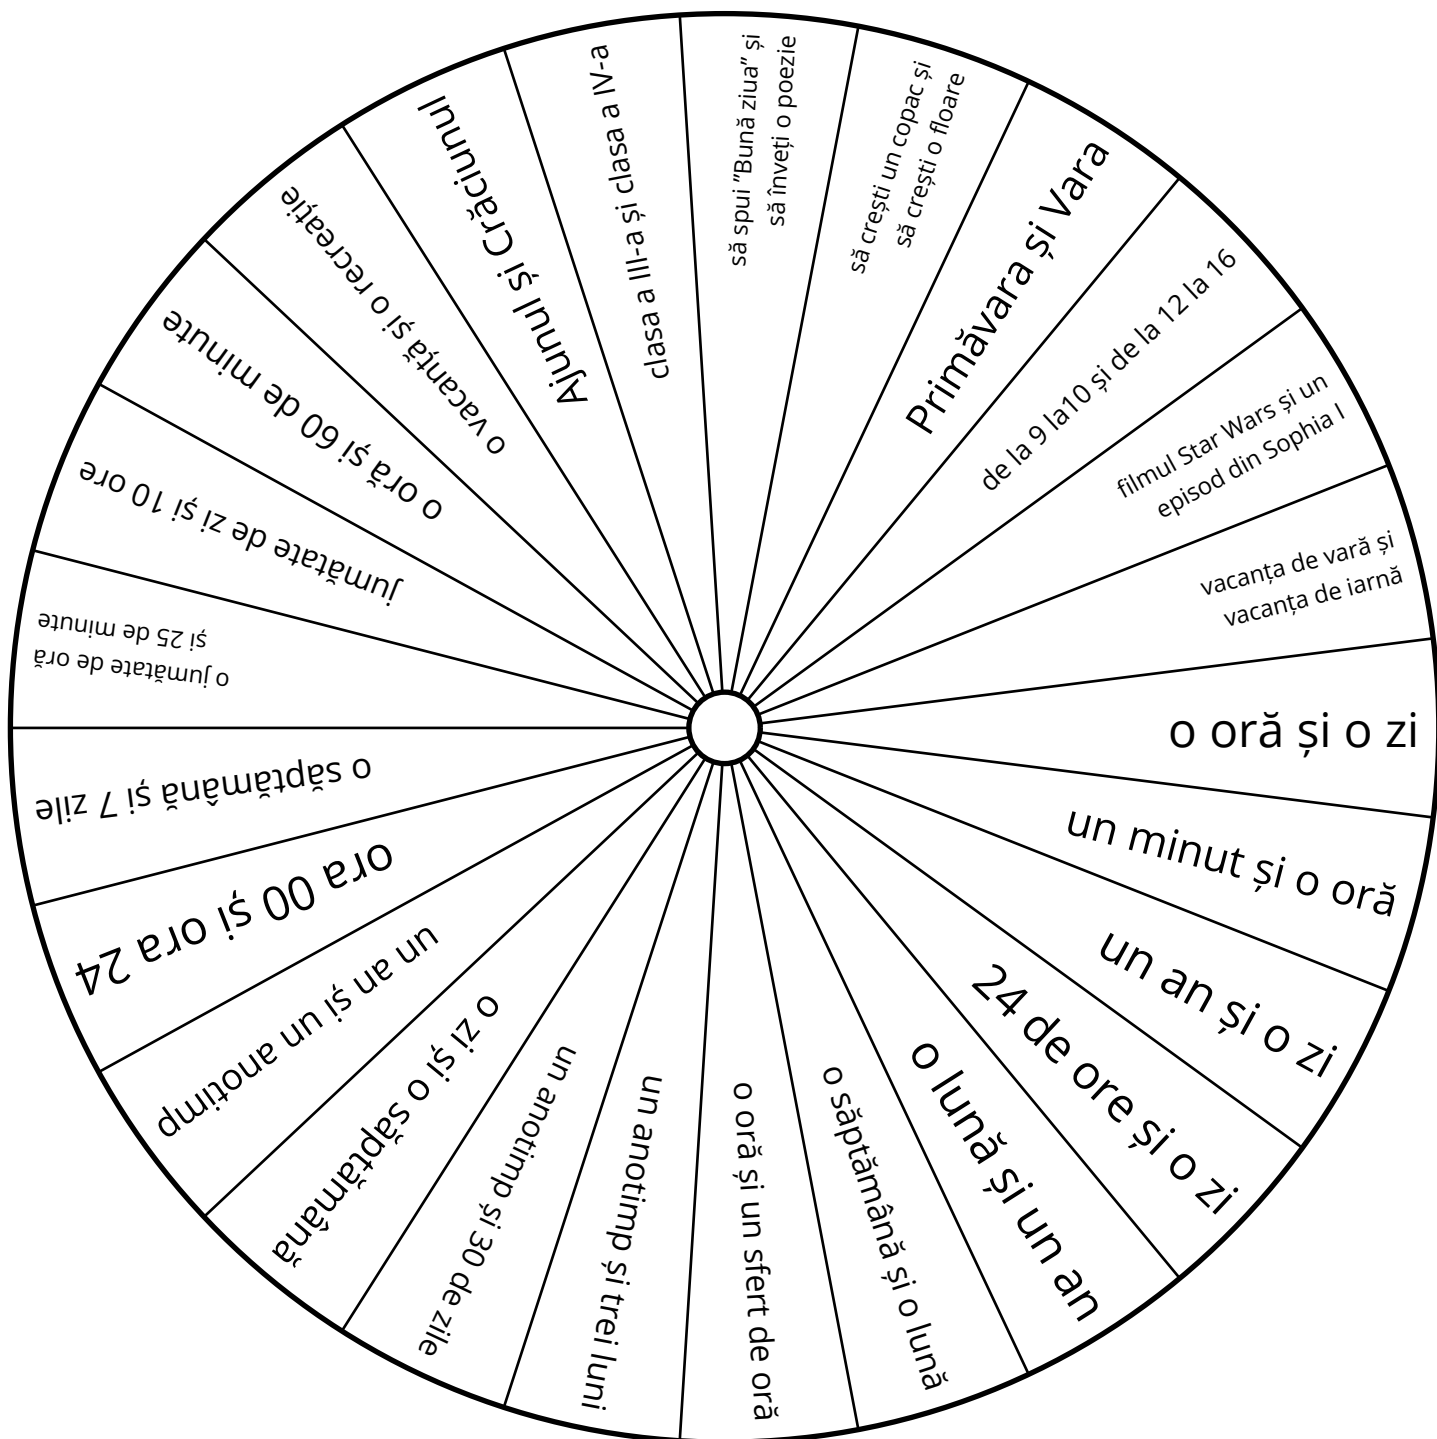 o oră și o zi
un minut și o oră
un an și o zi
24 de ore și o zi
o lună și un an
o săptămână și o lună
o oră și un sfert de oră
un anotimp și trei luni
un anotimp și 30 de zile
o zi și o săptămână
un an și un anotimp
ora 00 și ora 24
o săptămână și 7 zile
o jumătate de oră
și 25 de minute
jumătate de zi și 10 ore
o oră și 60 de minute
o vacanță și o recreație
Ajunul și Crăciunul
clasa a III-a și clasa a IV-a
să spui ”Bună ziua” și
să înveți o poezie
să crești un copac și
să crești o floare
Primăvara și Vara
de la 9 la10 și de la 12 la 16
filmul Star Wars și un
episod din Sophia I
vacanța de vară și
vacanța de iarnă